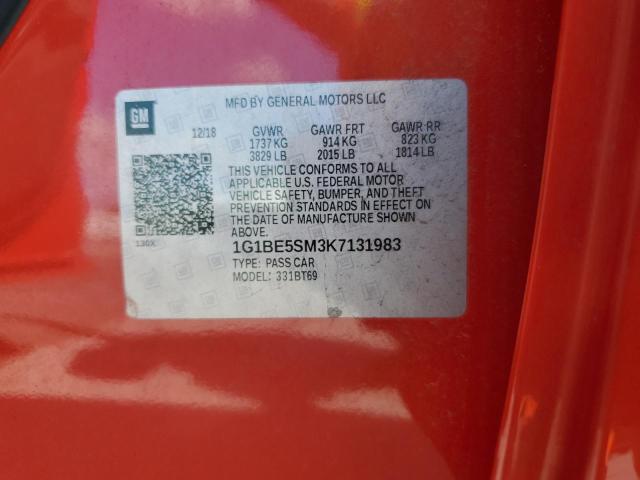 MFD BY GENERAL MOTORS LLC
GM
12/18 GVWR GAWR FRT GAWR RR
1737 KG 914 KG 823 KG
3829 LB 2015 LB 1814 LB
THIS VEHICLE CONFORMS TO ALL
APPLICABLE U.S. FEDERAL MOTOR
VEHICLE SAFETY, BUMPER, AND THEFT
PREVENTION STANDARDS IN EFFECT ON
THE DATE OF MANUFACTURE SHOWN
ABOVE.
130X
1G1BE5SM3K7131983
TYPE: PASS CAR
MODEL: 331BT69